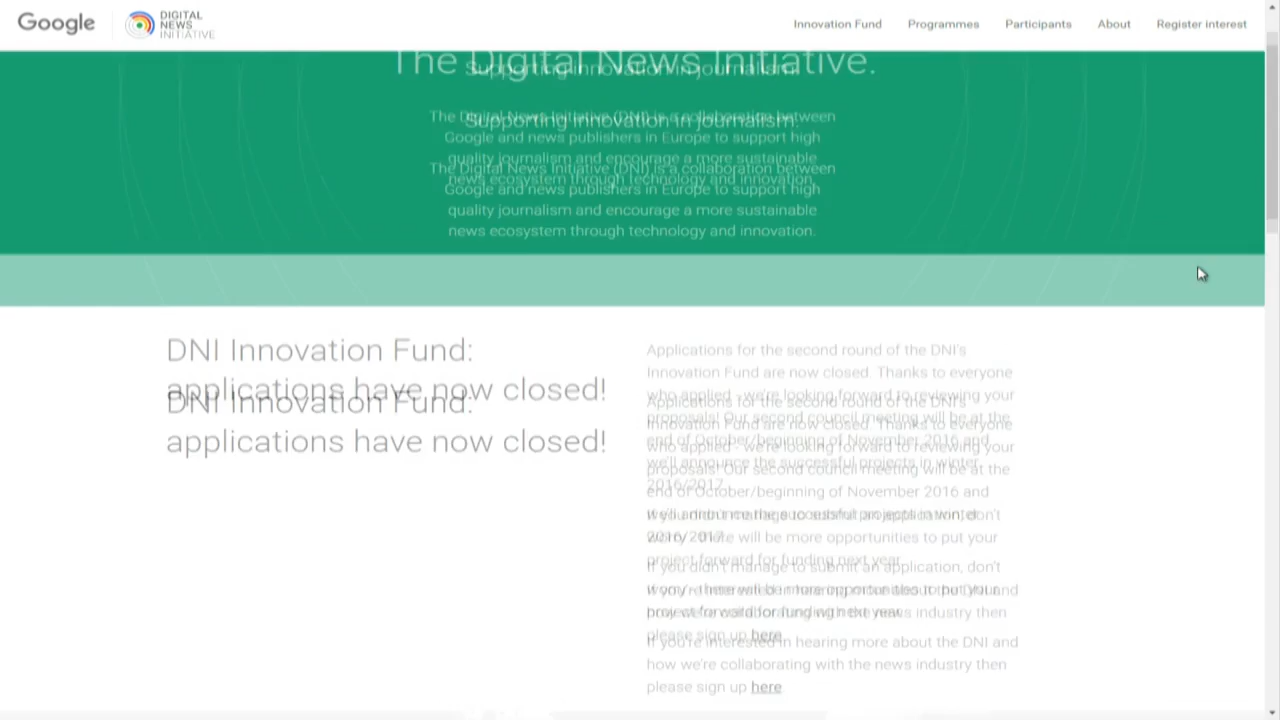 Google
DIGITAL
NEWS
INITIATIVE
Innovation Fund
Programmes
Participants
About
Register interest
The Digital News Initiative.
Supporting innovation in journalism.
The Digital News Initiative (DNI) is a collaboration between
Google and news publishers in Europe to support high
quality journalism and encourage a more sustainable
news ecosystem through technology and innovation.
DNI Innovation Fund:
applications have now closed!
Applications for the second round of the DNI's
Innovation Fund are now closed. Thanks to everyone
who applied - we're looking forward to reviewing your
proposals! Our second council meeting will be at the
end of October/beginning of November 2016 and
we'll announce the successful projects in winter
2016/2017.
If you didn't manage to submit an application, don't
worry - there will be more opportunities to put your
project forward for funding next year.
If you're interested in hearing more about the DNI and
how we're collaborating with the news industry then
please sign up here